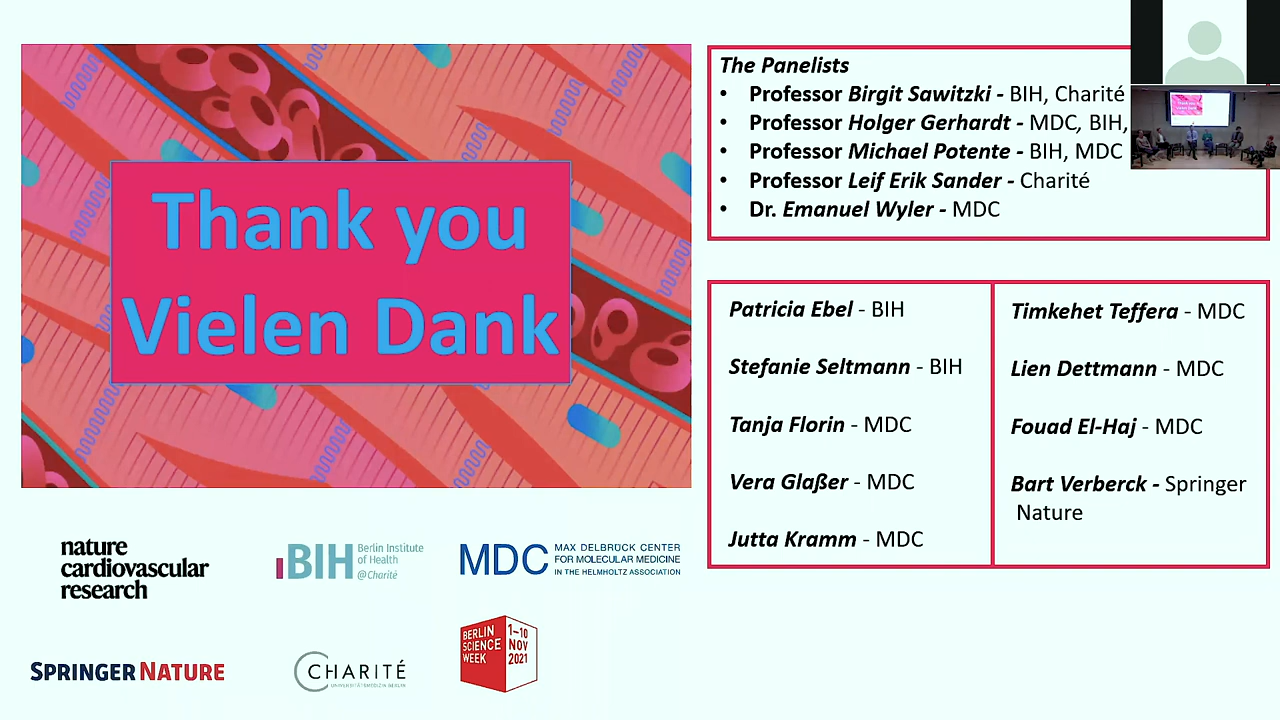 Thank you
Vielen Dank
The Panelists
• Professor Birgit Sawitzki - BIH, Charité
• Professor Holger Gerhardt - MDC, BIH,
• Professor Michael Potente - BIH, MDC
• Professor Leif Erik Sander - Charité
• Dr. Emanuel Wyler - MDC
Patricia Ebel - BIH
Stefanie Seltmann - BIH
Tanja Florin - MDC
Vera Glaßer - MDC
Jutta Kramm - MDC
Timkehet Teffera - MDC
Lien Dettmann - MDC
Fouad El-Haj - MDC
Bart Verberck - Springer
Nature
nature
cardiovascular
research
BIH
Berlin Institute
of Health
@Charité
MDC
MAX DELBRÜCK CENTER
FOR MOLECULAR MEDICINE
IN THE HELMHOLTZ ASSOCIATION
SPRINGER NATURE
CHARITÉ
UNIVERSITÄTSMEDIZIN BERLIN
BERLIN
SCIENCE
WEEK
1–10
NOV
2021